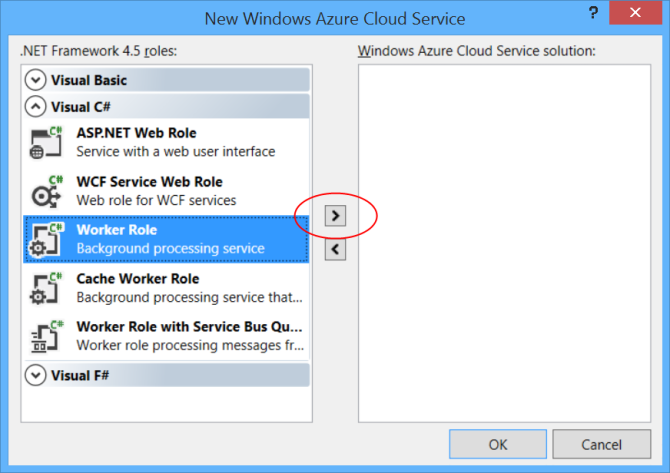 New Windows Azure Cloud Service
?
.NET Framework 4.5 roles:
Windows Azure Cloud Service solution:
Visual Basic
Visual C#
C#
ASP.NET Web Role
Service with a web user interface
C#
WCF Service Web Role
Web role for WCF services
C#
Worker Role
Background processing service
C#
Cache Worker Role
Background processing service that...
C#
Worker Role with Service Bus Qu...
Worker role processing messages fr...
Visual F#
OK
Cancel